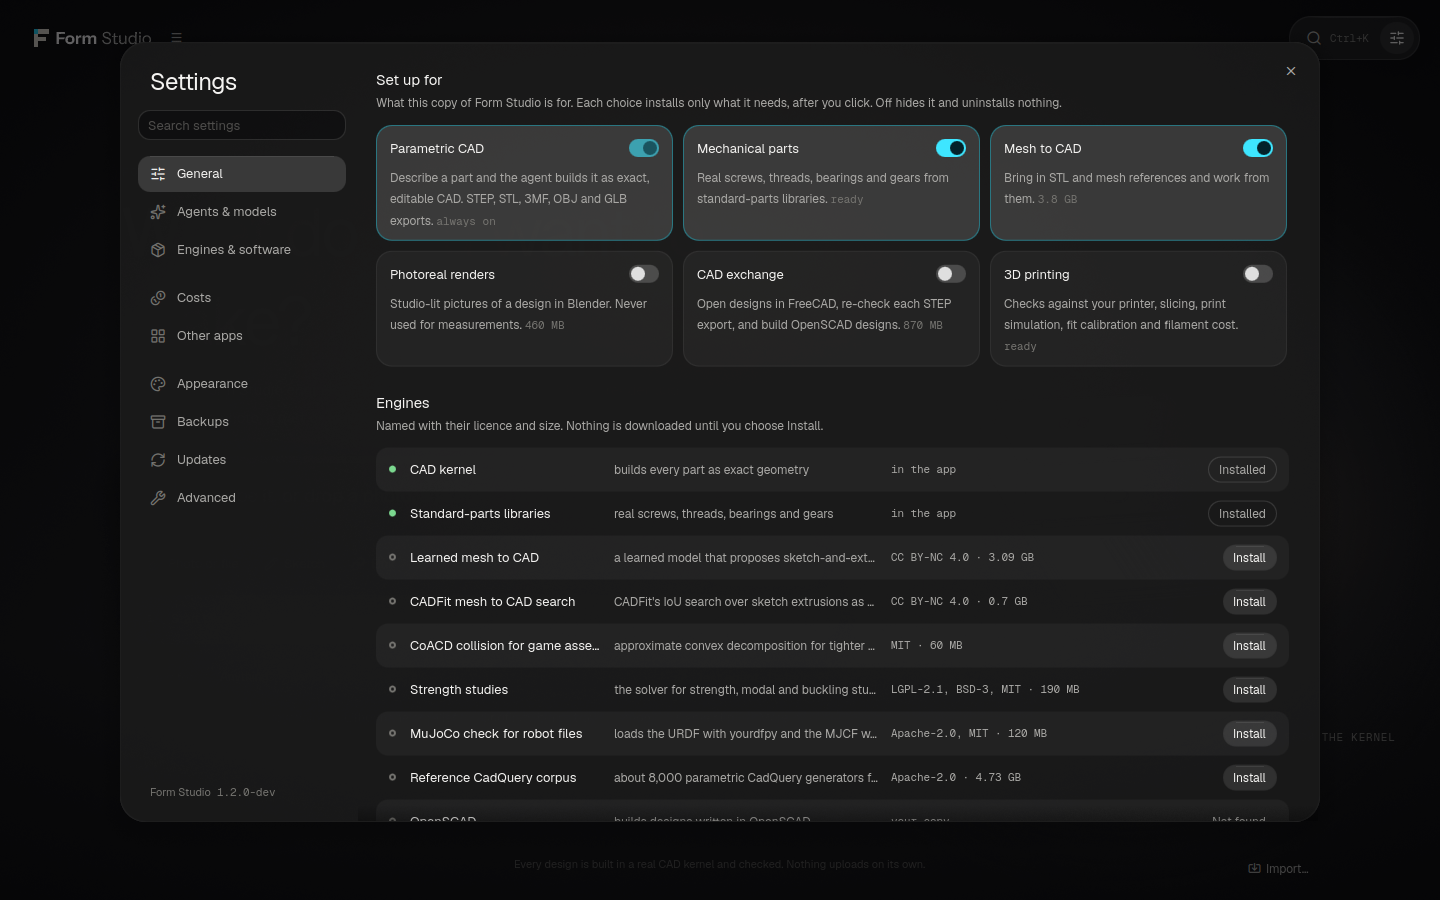 Form Studio
Ctrl+K
Settings
Search settings
General
Agents & models
Engines & software
Costs
Other apps
Appearance
Backups
Updates
Advanced
Form Studio 1.2.0-dev
Set up for
What this copy of Form Studio is for. Each choice installs only what it needs, after you click. Off hides it and uninstalls nothing.
Parametric CAD
Describe a part and the agent builds it as exact,
editable CAD. STEP, STL, 3MF, OBJ and GLB
exports. always on
Mechanical parts
Real screws, threads, bearings and gears from
standard-parts libraries. ready
Mesh to CAD
Bring in STL and mesh references and work from
them. 3.8 GB
Photoreal renders
Studio-lit pictures of a design in Blender. Never
used for measurements. 460 MB
CAD exchange
Open designs in FreeCAD, re-check each STEP
export, and build OpenSCAD designs. 870 MB
3D printing
Checks against your printer, slicing, print
simulation, fit calibration and filament cost.
ready
Engines
Named with their licence and size. Nothing is downloaded until you choose Install.
CAD kernel builds every part as exact geometry in the app Installed
Standard-parts libraries real screws, threads, bearings and gears in the app Installed
Learned mesh to CAD a learned model that proposes sketch-and-ext… CC BY-NC 4.0 · 3.09 GB Install
CADFit mesh to CAD search CADFit's IoU search over sketch extrusions as … CC BY-NC 4.0 · 0.7 GB Install
CoACD collision for game asse… approximate convex decomposition for tighter … MIT · 60 MB Install
Strength studies the solver for strength, modal and buckling stu… LGPL-2.1, BSD-3, MIT · 190 MB Install
MuJoCo check for robot files loads the URDF with yourdfpy and the MJCF w… Apache-2.0, MIT · 120 MB Install
Reference CadQuery corpus about 8,000 parametric CadQuery generators f… Apache-2.0 · 4.73 GB Install
OpenSCAD builds designs written in OpenSCAD your copy Not found
THE KERNEL
Every design is built in a real CAD kernel and checked. Nothing uploads on its own.
Import…